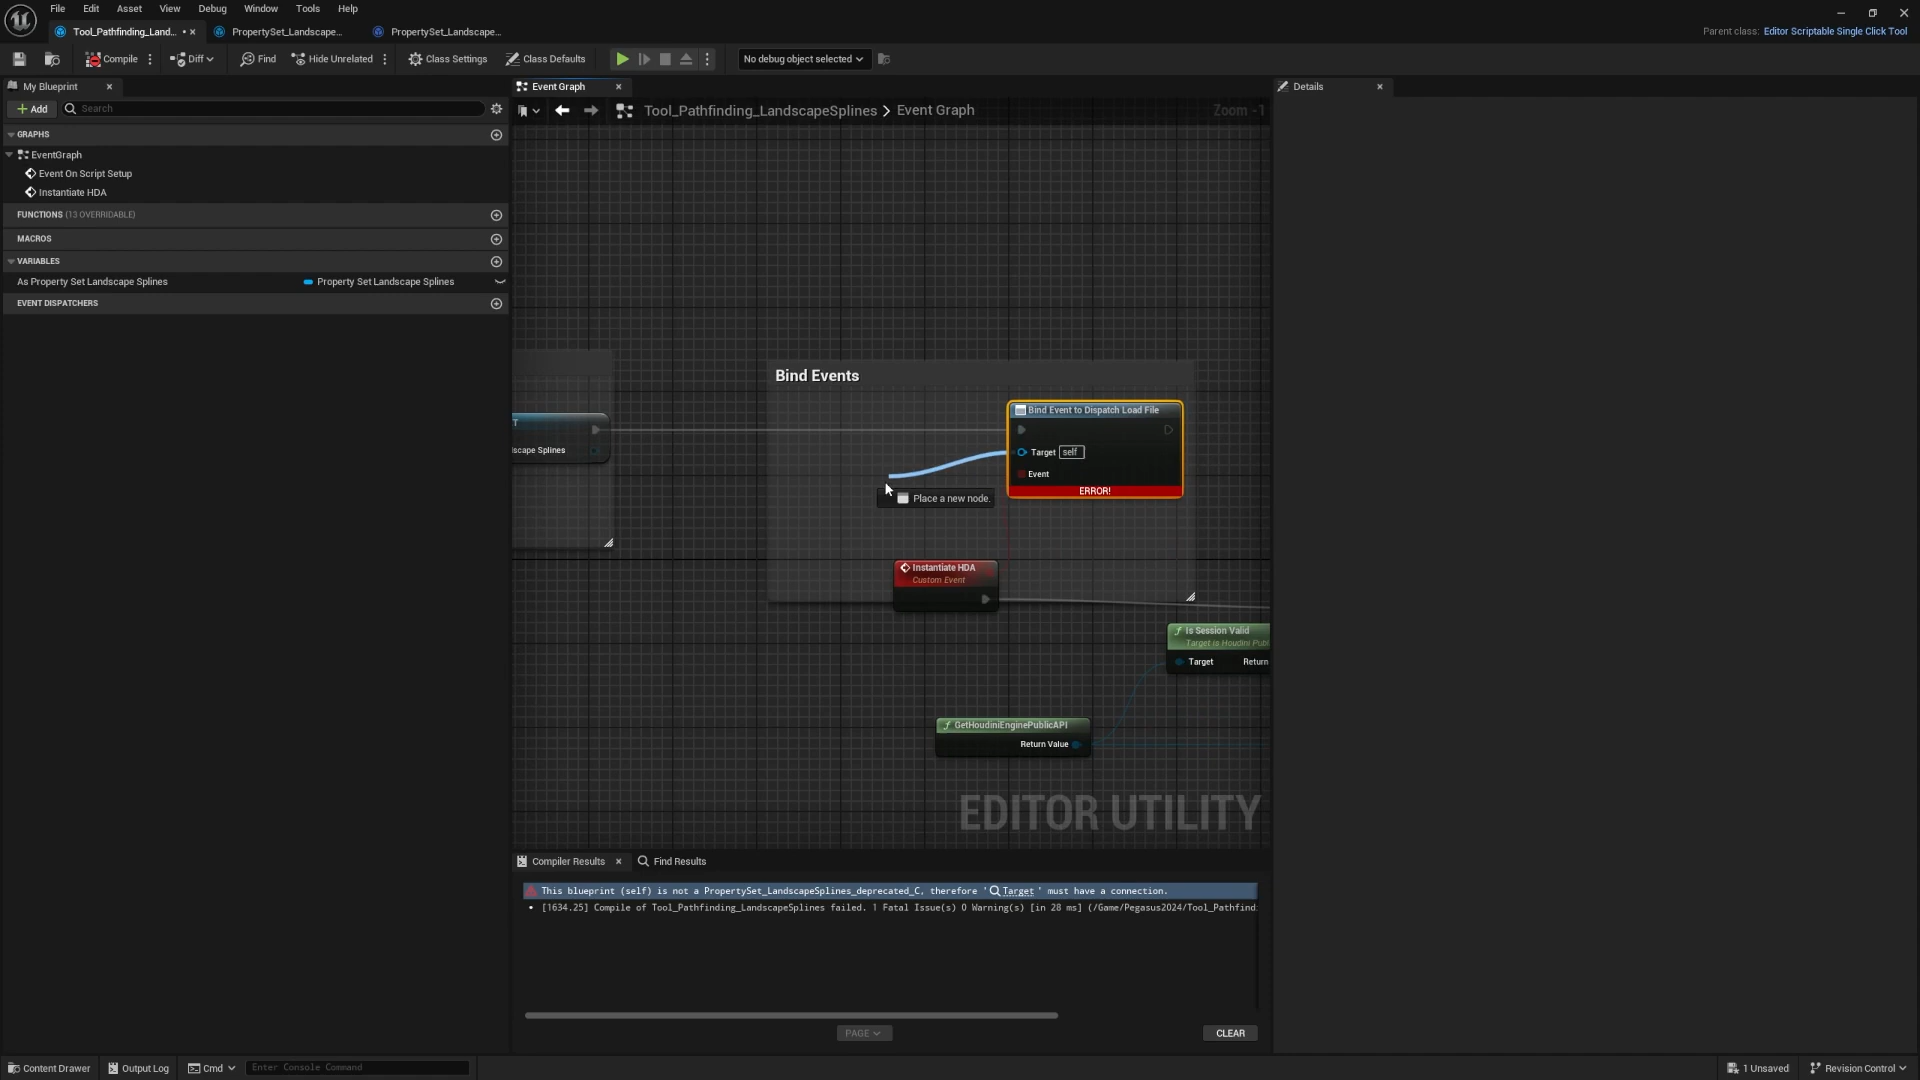 File Edit Asset View Debug Window Tools Help
Tool_Pathfinding_Land... • PropertySet_Landscape... PropertySet_Landscape...
Parent class: Editor Scriptable Single Click Tool
Compile Diff Find Hide Unrelated Class Settings Class Defaults No debug object selected
My Blueprint
Event Graph
Details
+ Add Search
Tool_Pathfinding_LandscapeSplines > Event Graph
Zoom -1
GRAPHS
EventGraph
Event On Script Setup
Instantiate HDA
FUNCTIONS (13 OVERRIDABLE)
MACROS
VARIABLES
As Property Set Landscape Splines Property Set Landscape Splines
EVENT DISPATCHERS
Bind Events
Bind Event to Dispatch Load File
T
dscape Splines
Target self
Event
ERROR!
Place a new node.
Instantiate HDA
Custom Event
Is Session Valid
Target is Houdini Publ
Target Return
GetHoudiniEnginePublicAPI
Return Value
EDITOR UTILITY
Compiler Results Find Results
This blueprint (self) is not a PropertySet_LandscapeSplines_deprecated_C, therefore ' Target ' must have a connection.
• [1634.25] Compile of Tool_Pathfinding_LandscapeSplines failed. 1 Fatal Issue(s) 0 Warning(s) [in 28 ms] (/Game/Pegasus2024/Tool_Pathfind
PAGE
CLEAR
Content Drawer Output Log Cmd Enter Console Command 1 Unsaved Revision Control